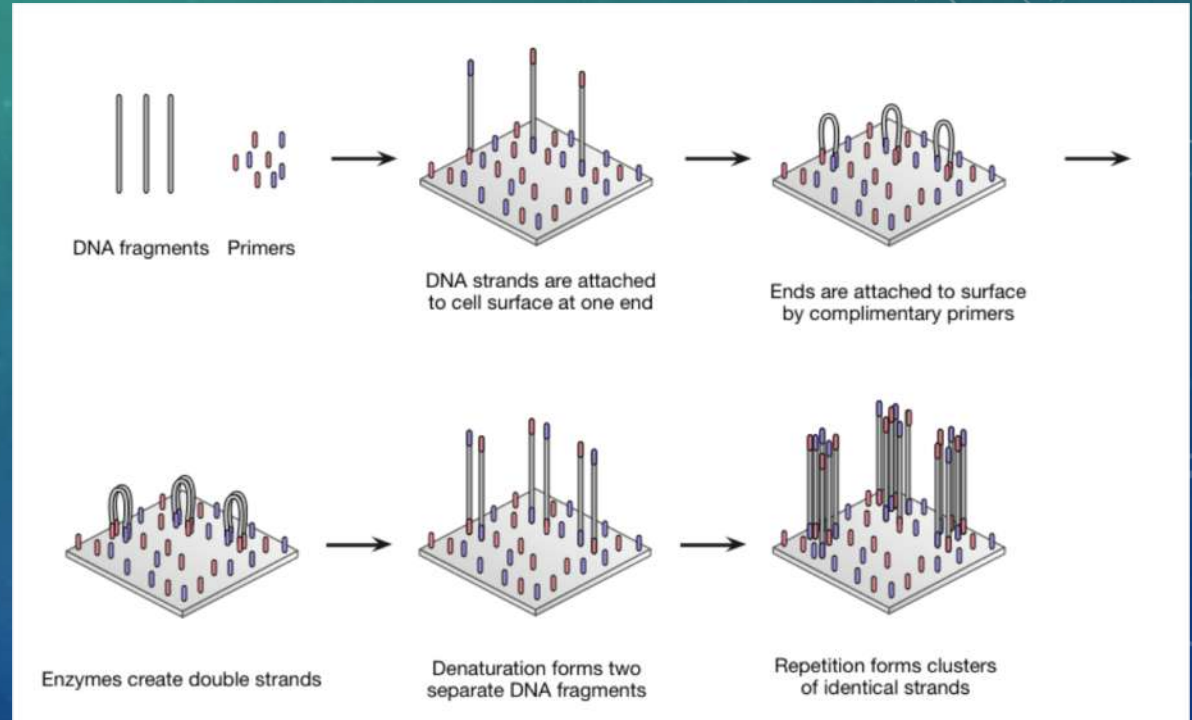 DNA fragments Primers
DNA strands are attached
to cell surface at one end
Ends are attached to surface
by complimentary primers
Enzymes create double strands
Denaturation forms two
separate DNA fragments
Repetition forms clusters
of identical strands